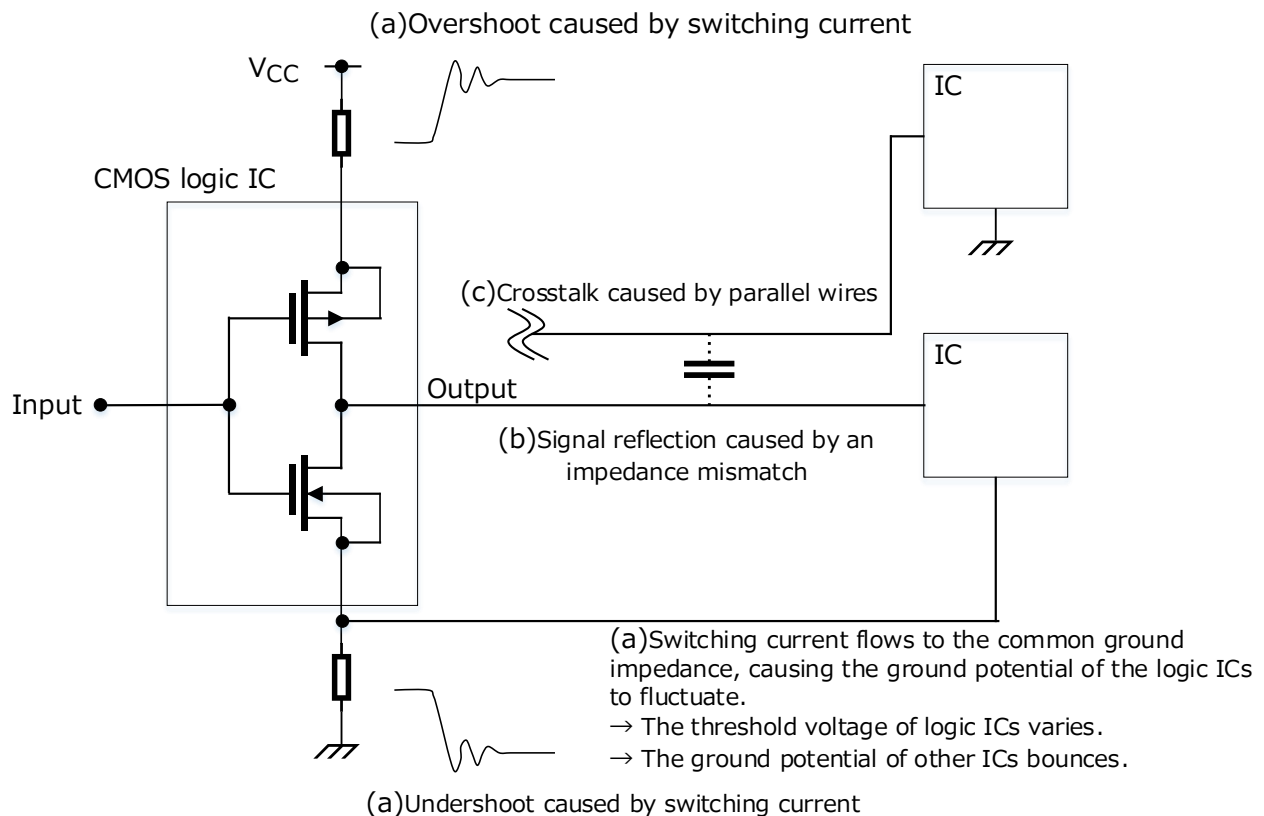 (a)Overshoot caused by switching current
VCC
IC
CMOS logic IC
(c)Crosstalk caused by parallel wires
IC
Input
Output
(b)Signal reflection caused by an
impedance mismatch
(a)Switching current flows to the common ground
impedance, causing the ground potential of the logic ICs
to fluctuate.
→ The threshold voltage of logic ICs varies.
→ The ground potential of other ICs bounces.
(a)Undershoot caused by switching current